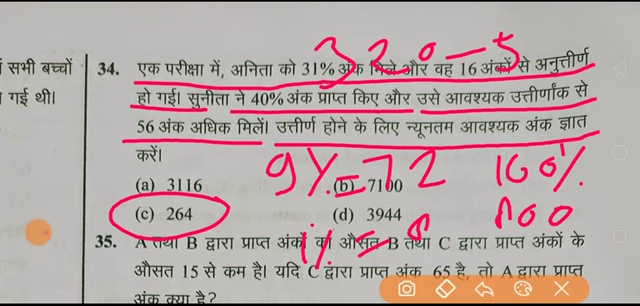 सभी बच्चों
गई थी।
34. एक परीक्षा में, अनिता को 31% अंक मिले और वह 16 अंकों से अनुत्तीर्ण
हो गई। सुनीता ने 40% अंक प्राप्त किए और उसे आवश्यक उत्तीर्णांक से
56 अंक अधिक मिलें। उत्तीर्ण होने के लिए न्यूनतम आवश्यक अंक ज्ञात
करें।
(a) 3116 (b) 7100
(c) 264 (d) 3944
320-5
9%=72
100%
800
1%=8
35. A तथा B द्वारा प्राप्त अंकों का औसत B तथा C द्वारा प्राप्त अंकों के
औसत 15 से कम है। यदि C द्वारा प्राप्त अंक 65 है, तो A द्वारा प्राप्त
अंक क्या है?